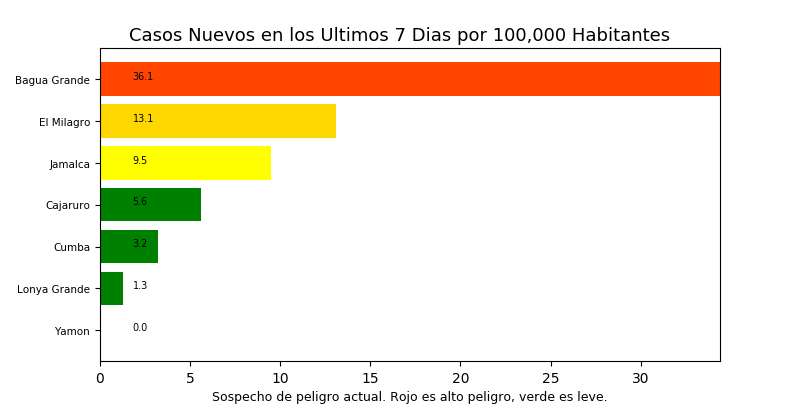 Casos Nuevos en los Ultimos 7 Dias por 100,000 Habitantes
Bagua Grande 36.1
El Milagro 13.1
Jamalca 9.5
Cajaruro 5.6
Cumba 3.2
Lonya Grande 1.3
Yamon 0.0
0 5 10 15 20 25 30
Sospecho de peligro actual. Rojo es alto peligro, verde es leve.